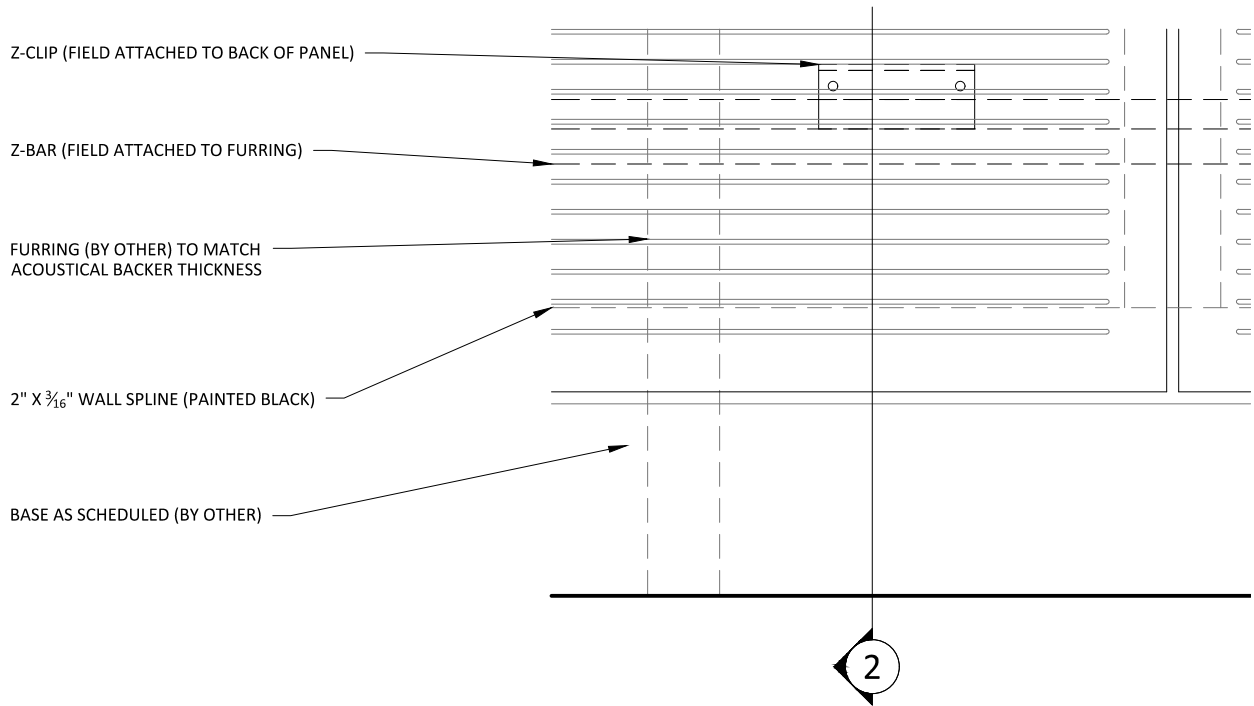 Z-CLIP (FIELD ATTACHED TO BACK OF PANEL)
Z-BAR (FIELD ATTACHED TO FURRING)
FURRING (BY OTHER) TO MATCH
ACOUSTICAL BACKER THICKNESS
2" X 3⁄16" WALL SPLINE (PAINTED BLACK)
BASE AS SCHEDULED (BY OTHER)
2